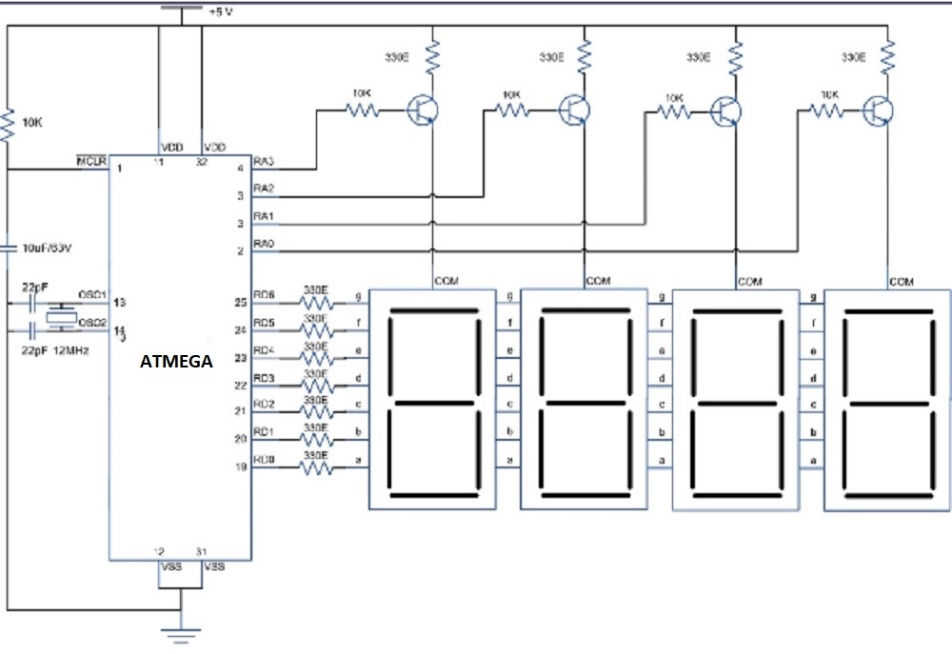 +5 V
330E
330E
330E
330E
10K
10K
10K
10K
10K
VDD
VDD
11
32
MCLR
1
4
RA3
3
RA2
3
RA1
2
RA0
10uF/63V
22pF
OSC1
13
OSC2
14
3
22pF 12MHz
ATMEGA
COM
COM
COM
COM
25 RD6 330E g g g g
24 RD5 330E f f f f
23 RD4 330E e e e e
22 RD3 330E d d d d
21 RD2 330E c c c c
20 RD1 330E b b b b
19 RD0 330E a a a a
12
31
VSS
VSS